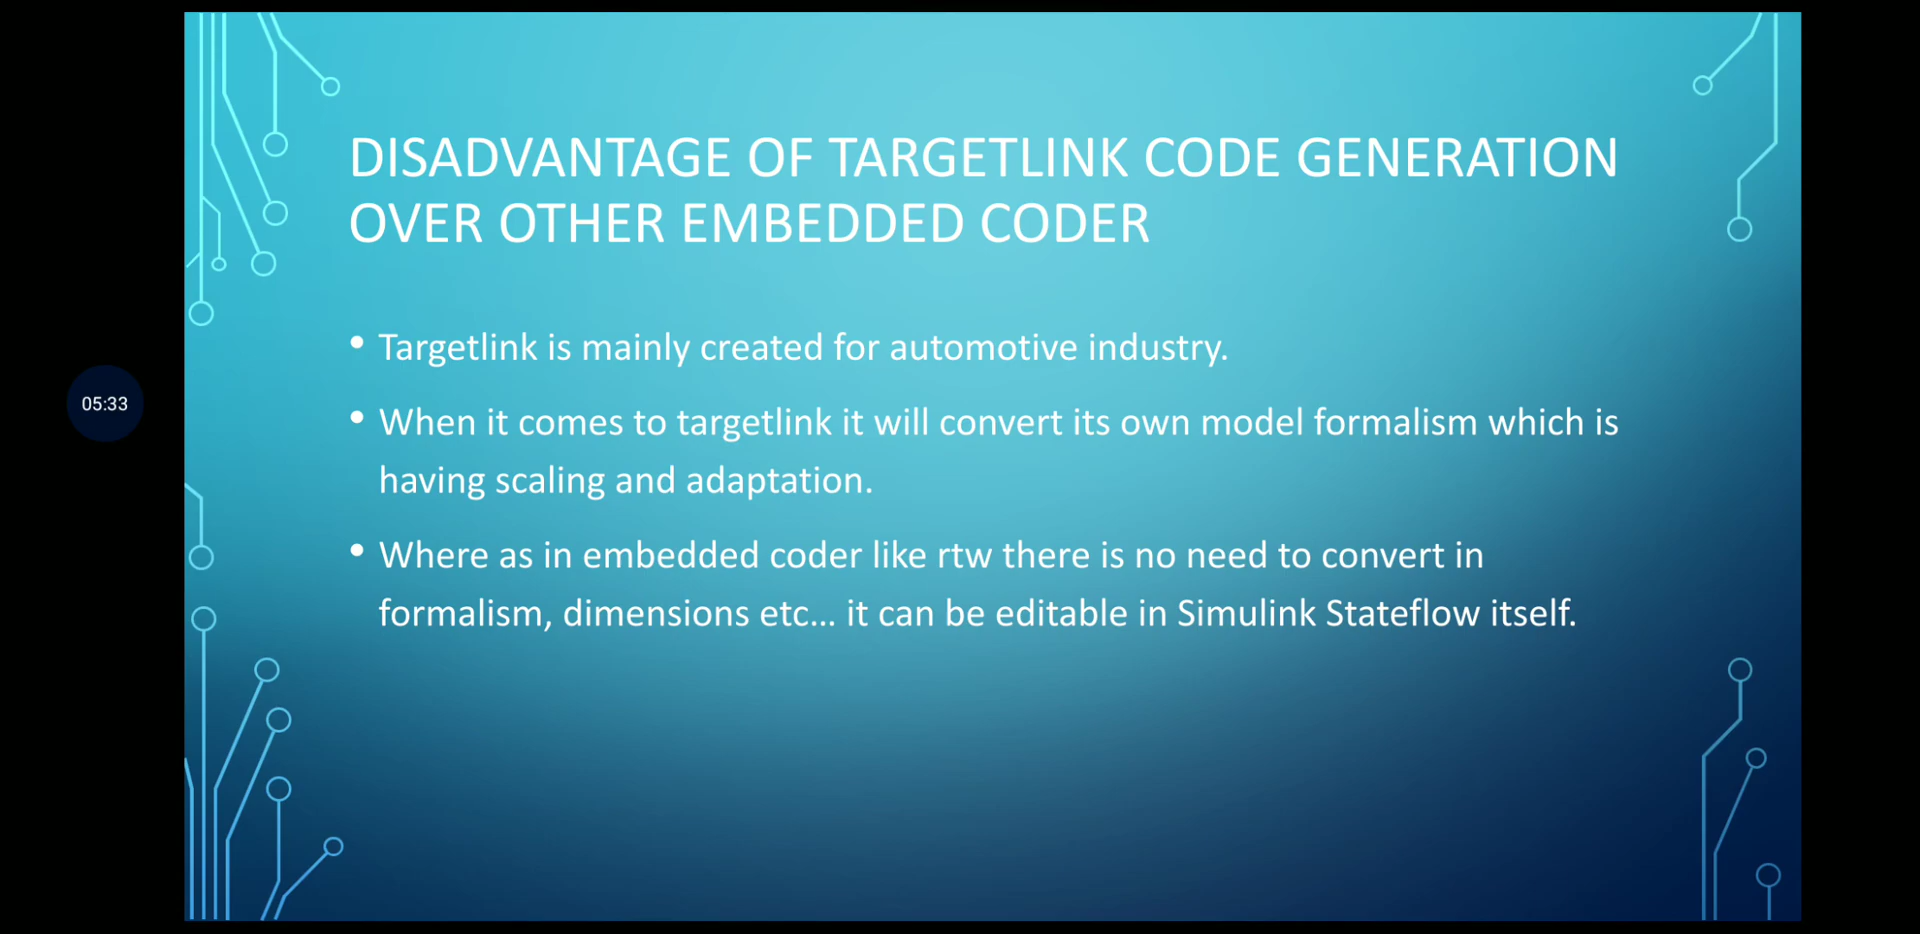 DISADVANTAGE OF TARGETLINK CODE GENERATION
OVER OTHER EMBEDDED CODER
• Targetlink is mainly created for automotive industry.
• When it comes to targetlink it will convert its own model formalism which is
having scaling and adaptation.
05:33
• Where as in embedded coder like rtw there is no need to convert in
formalism, dimensions etc... it can be editable in Simulink Stateflow itself.